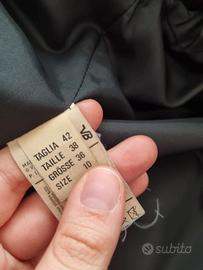 TAGLIA 42
TAILLE 38
GRÖSSE 36
SIZE 10
subito